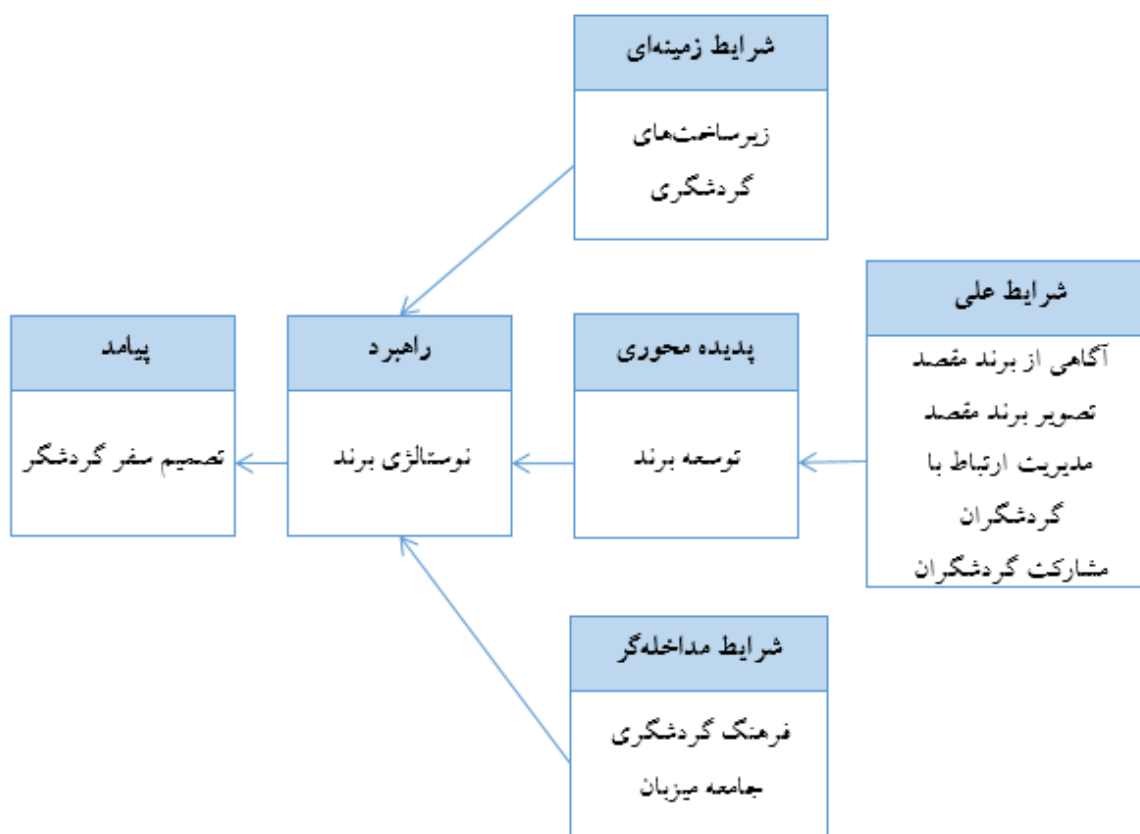 شرایط زمینه‌ای
زیرساخت‌های
گردشگری
شرایط علی
آگاهی از برند مقصد
تصویر برند مقصد
مدیریت ارتباط با
گردشگران
مشارکت گردشگران
پدیده محوری
توسعه برند
راهبرد
نوستالژی برند
پیامد
تصمیم سفر گردشگر
شرایط مداخله‌گر
فرهنگ گردشگری
جامعه میزبان